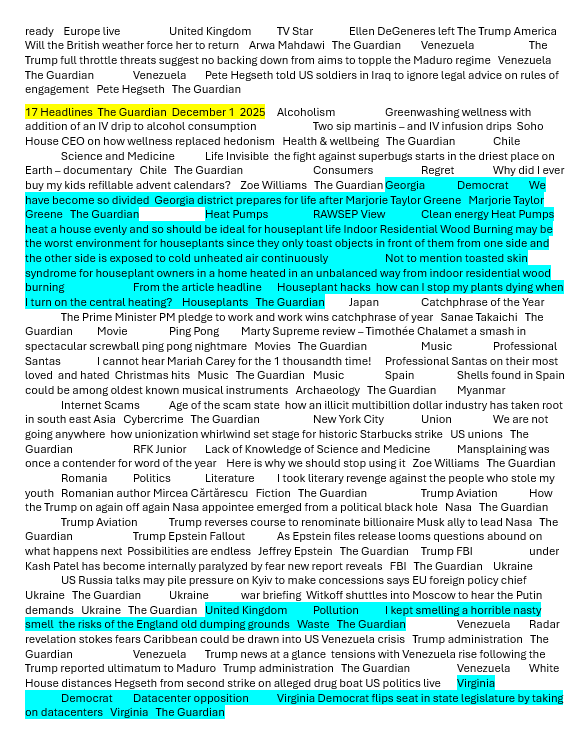 ready Europe live United Kingdom TV Star Ellen DeGeneres left The Trump America
Will the British weather force her to return Arwa Mahdawi The Guardian Venezuela The
Trump full throttle threats suggest no backing down from aims to topple the Maduro regime Venezuela
The Guardian Venezuela Pete Hegseth told US soldiers in Iraq to ignore legal advice on rules of
engagement Pete Hegseth The Guardian
17 Headlines The Guardian December 1 2025 Alcoholism Greenwashing wellness with
addition of an IV drip to alcohol consumption Two sip martinis – and IV infusion drips Soho
House CEO on how wellness replaced hedonism Health & wellbeing The Guardian Chile
Science and Medicine Life Invisible the fight against superbugs starts in the driest place on
Earth – documentary Chile The Guardian Consumers Regret Why did I ever
buy my kids refillable advent calendars? Zoe Williams The Guardian Georgia Democrat We
have become so divided Georgia district prepares for life after Marjorie Taylor Greene Marjorie Taylor
Greene The Guardian Heat Pumps RAWSEP View Clean energy Heat Pumps
heat a house evenly and so should be ideal for houseplant life Indoor Residential Wood Burning may be
the worst environment for houseplants since they only toast objects in front of them from one side and
the other side is exposed to cold unheated air continuously Not to mention toasted skin
syndrome for houseplant owners in a home heated in an unbalanced way from indoor residential wood
burning From the article headline Houseplant hacks how can I stop my plants dying when
I turn on the central heating? Houseplants The Guardian Japan Catchphrase of the Year
The Prime Minister PM pledge to work and work wins catchphrase of year Sanae Takaichi The
Guardian Movie Ping Pong Marty Supreme review – Timothée Chalamet a smash in
spectacular screwball ping pong nightmare Movies The Guardian Music Professional
Santas I cannot hear Mariah Carey for the 1 thousandth time! Professional Santas on their most
loved and hated Christmas hits Music The Guardian Music Spain Shells found in Spain
could be among oldest known musical instruments Archaeology The Guardian Myanmar
Internet Scams Age of the scam state how an illicit multibillion dollar industry has taken root
in south east Asia Cybercrime The Guardian New York City Union We are not
going anywhere how unionization whirlwind set stage for historic Starbucks strike US unions The
Guardian RFK Junior Lack of Knowledge of Science and Medicine Mansplaining was
once a contender for word of the year Here is why we should stop using it Zoe Williams The Guardian
Romania Politics Literature I took literary revenge against the people who stole my
youth Romanian author Mircea Cărtărescu Fiction The Guardian Trump Aviation How
the Trump on again off again Nasa appointee emerged from a political black hole Nasa The Guardian
Trump Aviation Trump reverses course to renominate billionaire Musk ally to lead Nasa The
Guardian Trump Epstein Fallout As Epstein files release looms questions abound on
what happens next Possibilities are endless Jeffrey Epstein The Guardian Trump FBI under
Kash Patel has become internally paralyzed by fear new report reveals FBI The Guardian Ukraine
US Russia talks may pile pressure on Kyiv to make concessions says EU foreign policy chief
Ukraine The Guardian Ukraine war briefing Witkoff shuttles into Moscow to hear the Putin
demands Ukraine The Guardian United Kingdom Pollution I kept smelling a horrible nasty
smell the risks of the England old dumping grounds Waste The Guardian Venezuela Radar
revelation stokes fears Caribbean could be drawn into US Venezuela crisis Trump administration The
Guardian Venezuela Trump news at a glance tensions with Venezuela rise following the
Trump reported ultimatum to Maduro Trump administration The Guardian Venezuela White
House distances Hegseth from second strike on alleged drug boat US politics live Virginia
Democrat Datacenter opposition Virginia Democrat flips seat in state legislature by taking
on datacenters Virginia The Guardian